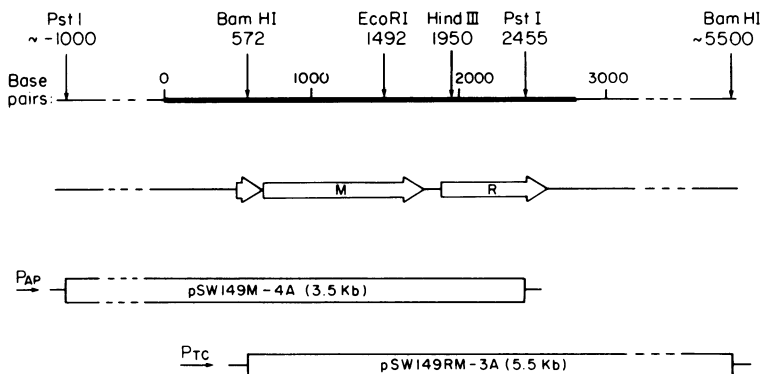 Pst I Bam HI EcoRI Hind III Pst I Bam HI
~ -1000 572 1492 1950 2455 ~5500
Base pairs: 0 1000 2000 3000
M R
PAP
pSW149M-4A (3.5 Kb)
PTC
pSW149RM-3A (5.5 Kb)